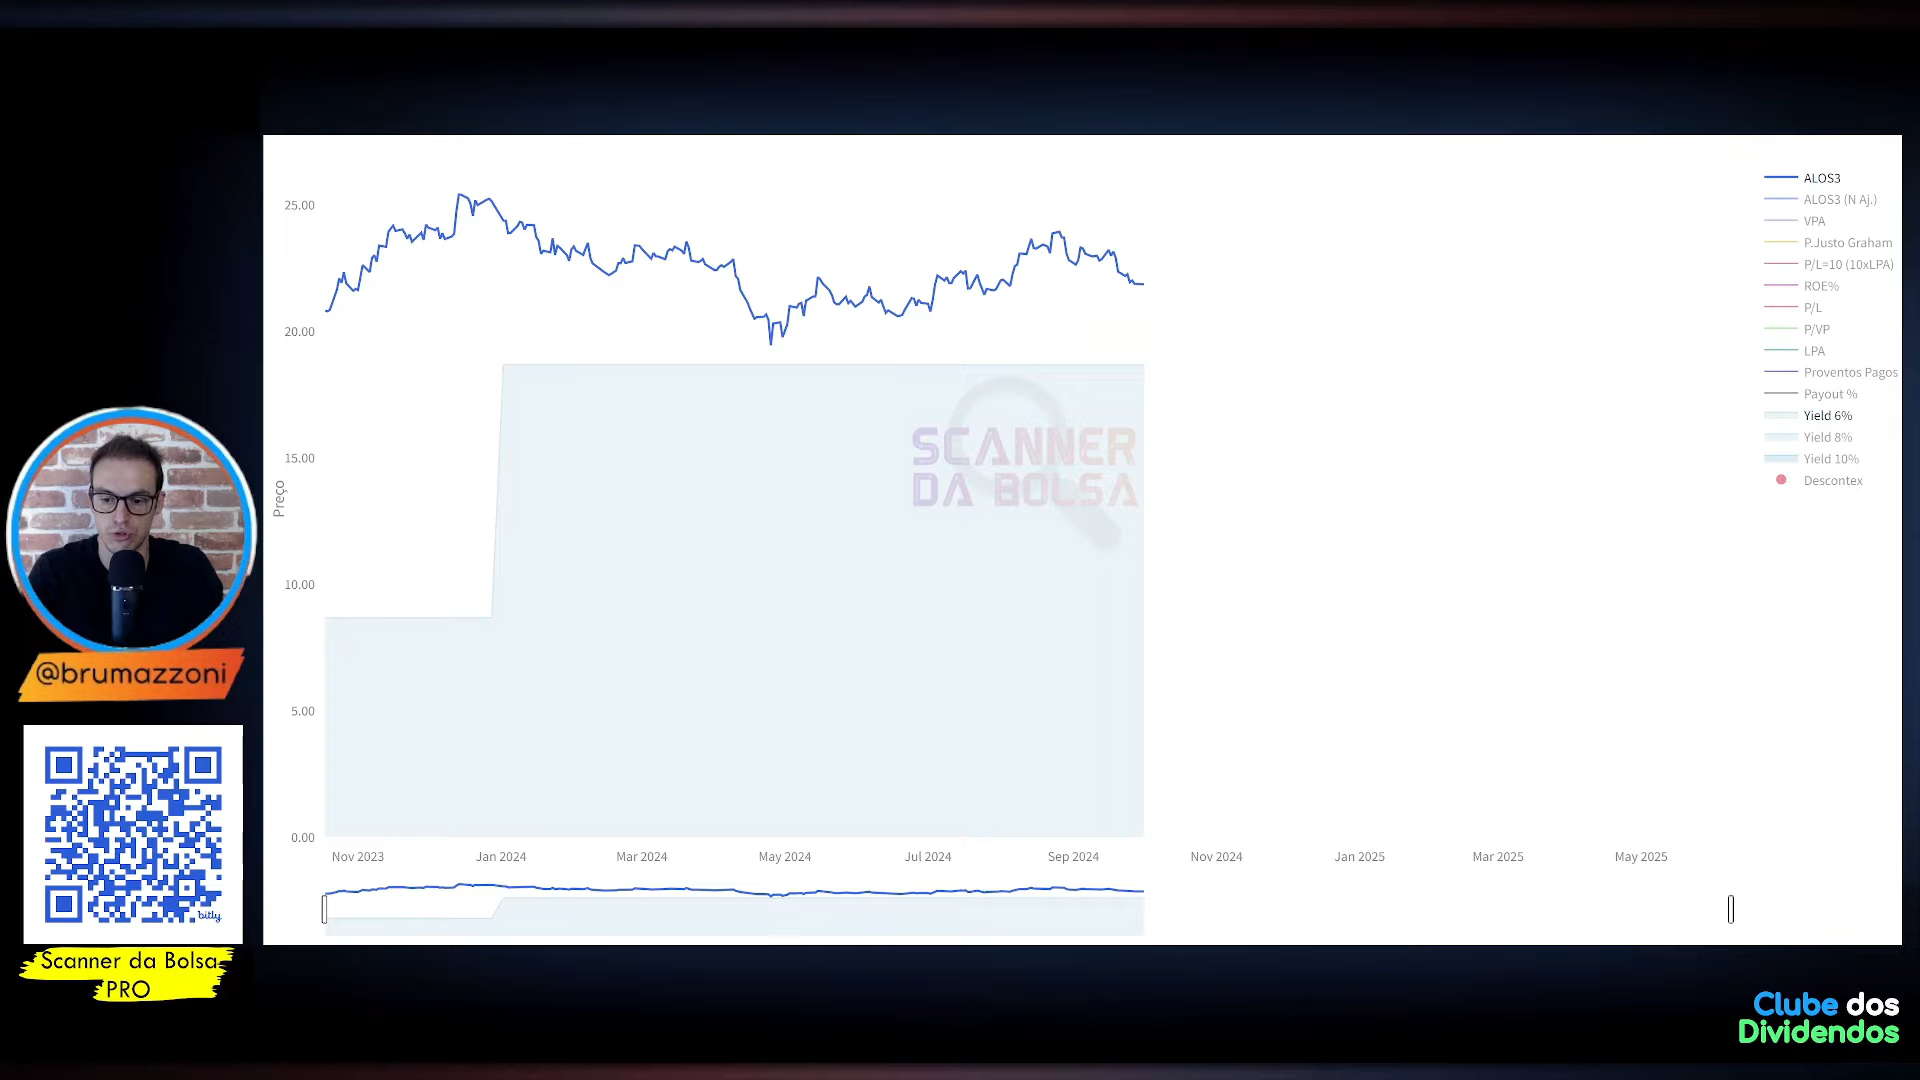 25.00
20.00
15.00
10.00
5.00
0.00
Preço
Nov 2023
Jan 2024
Mar 2024
May 2024
Jul 2024
Sep 2024
Nov 2024
Jan 2025
Mar 2025
May 2025
SCANNER
DA BOLSA
ALOS3
ALOS3 (N Aj.)
VPA
P.Justo Graham
P/L=10 (10xLPA)
ROE%
P/L
P/VP
LPA
Proventos Pagos
Payout %
Yield 6%
Yield 8%
Yield 10%
Descontex
@brumazzoni
bitly
Scanner da Bolsa
PRO
Clube dos
Dividendos